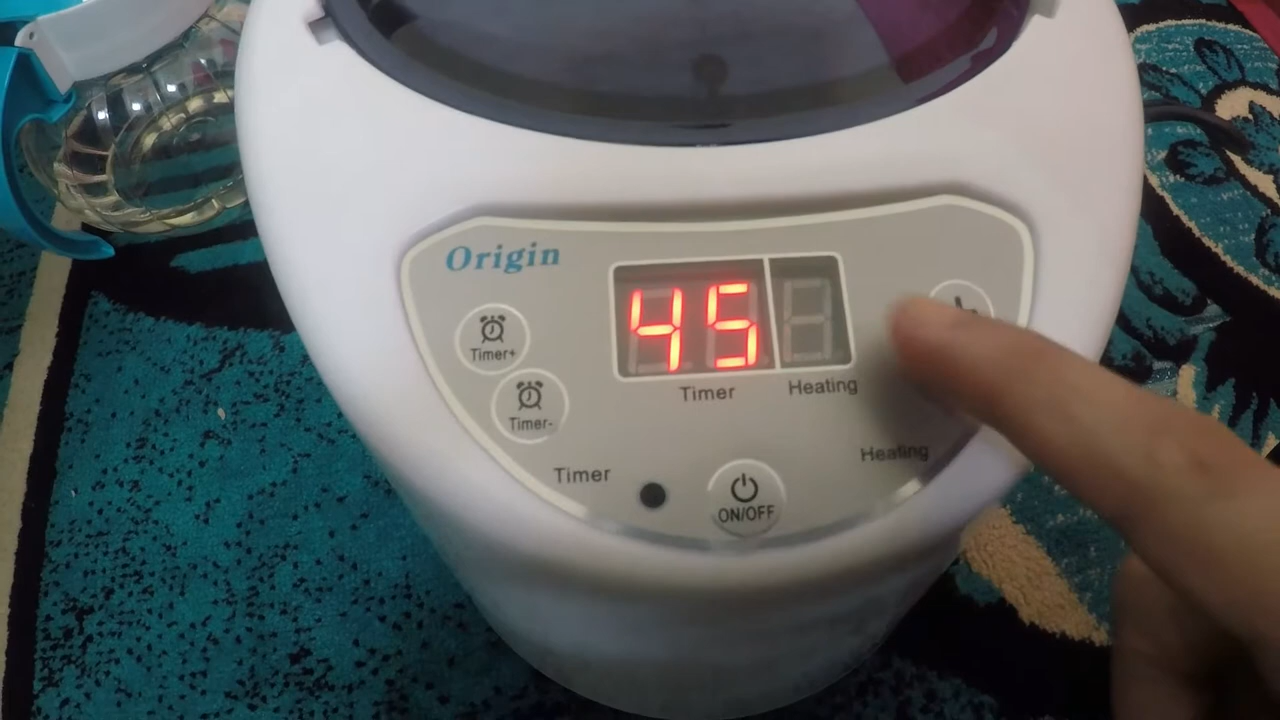 Origin
Timer+
45
Timer-
Timer
Heating
Timer
Heating
ON/OFF